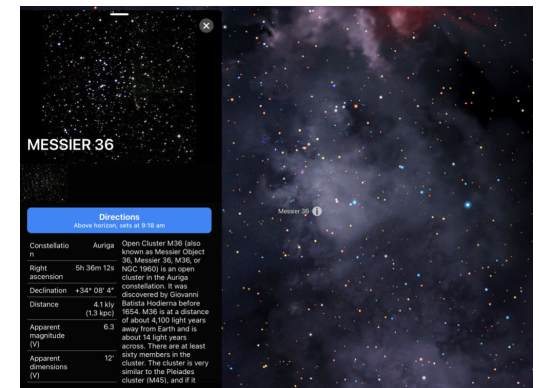 MESSIER 36
Directions
Above horizon, sets at 9:18 am
Constellatio
n
Auriga
Right
ascension
5h 36m 12s
Declination
+34° 08' 4"
Distance
4.1 kly
(1.3 kpc)
Apparent
magnitude
(V)
6.3
Apparent
dimensions
(V)
12'
Open Cluster M36 (also
known as Messier Object
36, Messier 36, M36, or
NGC 1960) is an open
cluster in the Auriga
constellation. It was
discovered by Giovanni
Batista Hodierna before
1654. M36 is at a distance
of about 4,100 light years
away from Earth and is
about 14 light years
across. There are at least
sixty members in the
cluster. The cluster is very
similar to the Pleiades
cluster (M45), and if it
Messier 36